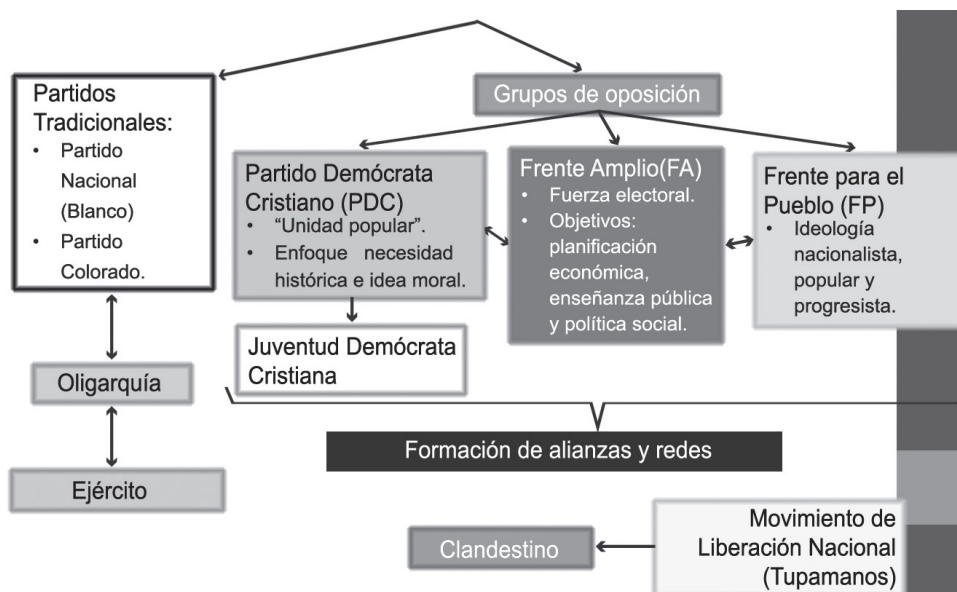 Partidos
Tradicionales:
• Partido
Nacional
(Blanco)
• Partido
Colorado.
Oligarquía
Ejército
Grupos de oposición
Partido Demócrata
Cristiano (PDC)
• “Unidad popular”.
• Enfoque necesidad
histórica e idea moral.
Juventud Demócrata
Cristiana
Frente Amplio(FA)
• Fuerza electoral.
• Objetivos:
planificación
económica,
enseñanza pública
y política social.
Frente para el
Pueblo (FP)
• Ideología
nacionalista,
popular y
progresista.
Formación de alianzas y redes
Clandestino
Movimiento de
Liberación Nacional
(Tupamanos)